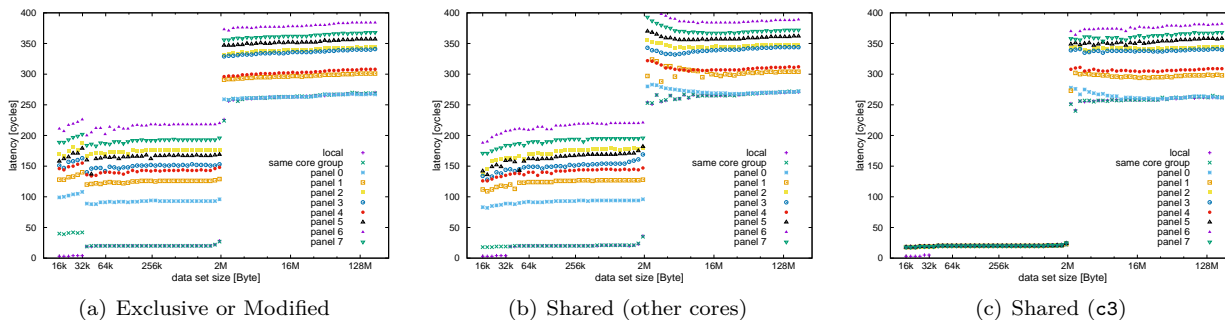 400
350
300
250
200
150
100
50
0
latency [cycles]
16k 32k 64k 256k 2M 16M 128M
data set size [Byte]
local
same core group
panel 0
panel 1
panel 2
panel 3
panel 4
panel 5
panel 6
panel 7
(a) Exclusive or Modified
400
350
300
250
200
150
100
50
0
latency [cycles]
16k 32k 64k 256k 2M 16M 128M
data set size [Byte]
local
same core group
panel 0
panel 1
panel 2
panel 3
panel 4
panel 5
panel 6
panel 7
(b) Shared (other cores)
400
350
300
250
200
150
100
50
0
latency [cycles]
16k 32k 64k 256k 2M 16M 128M
data set size [Byte]
local
same core group
panel 0
panel 1
panel 2
panel 3
panel 4
panel 5
panel 6
panel 7
(c) Shared (c3)